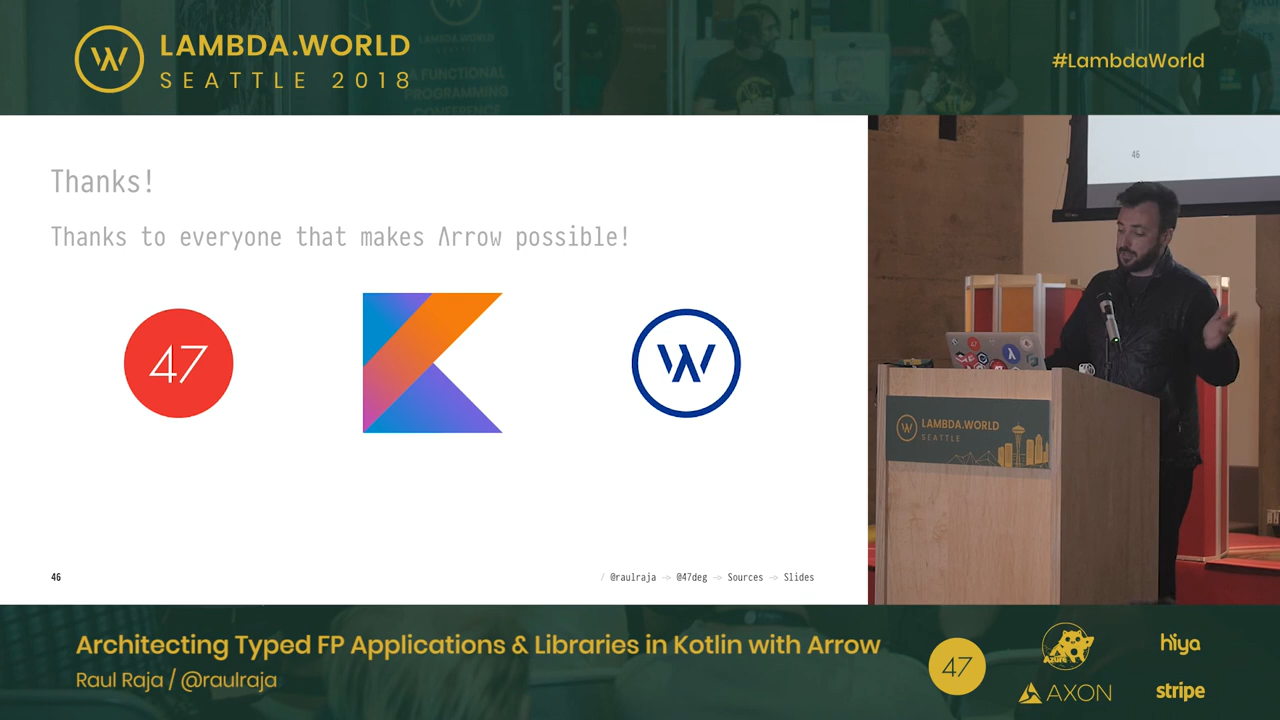 LAMBDA.WORLD
SEATTLE 2018
#LambdaWorld
Thanks!
Thanks to everyone that makes Λrrow possible!
47
46
/ @raulraja -> @47deg -> Sources -> Slides
46
LAMBDA.WORLD
SEATTLE
Architecting Typed FP Applications & Libraries in Kotlin with Arrow
Raul Raja / @raulraja
47
Azure
hiya
AXON
stripe